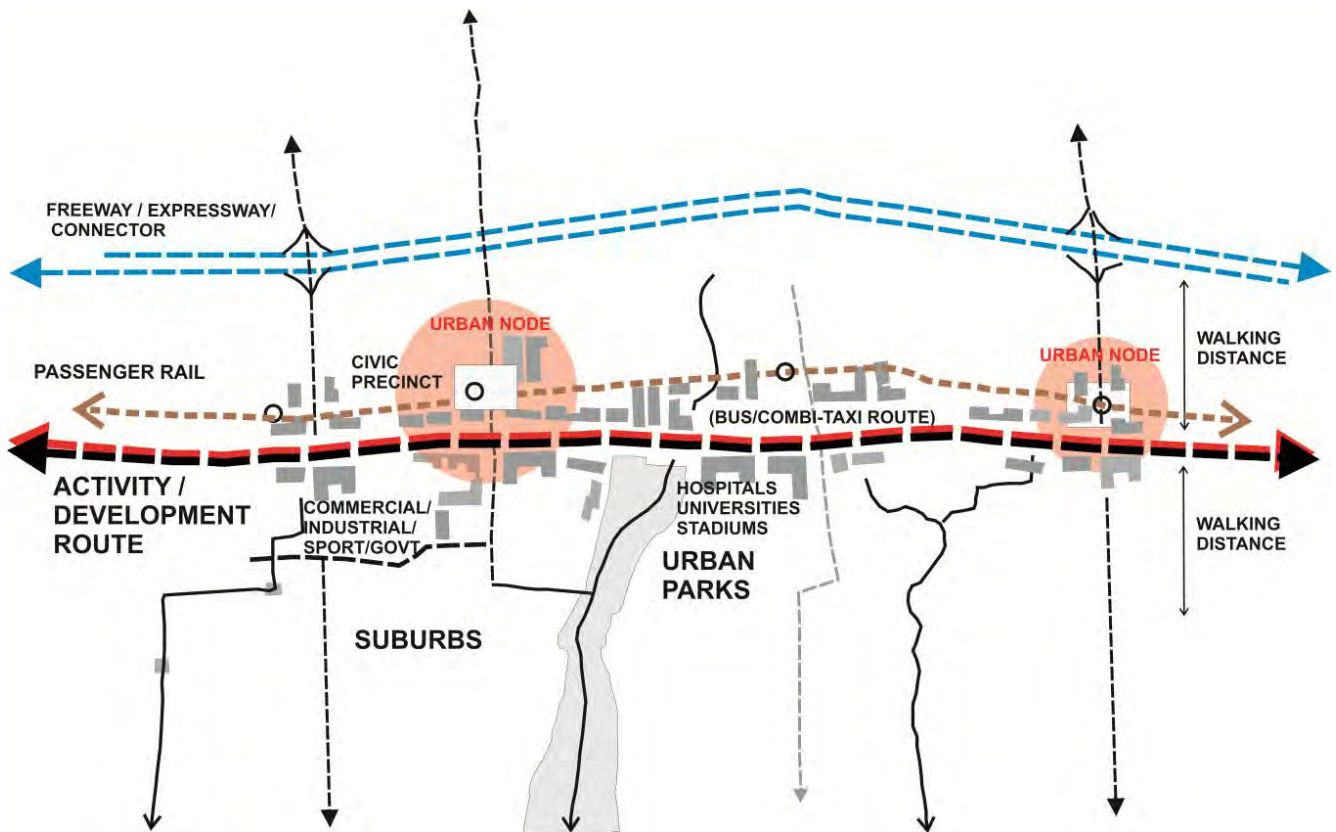 FREEWAY / EXPRESSWAY/
CONNECTOR
URBAN NODE
CIVIC
PRECINCT
PASSENGER RAIL
URBAN NODE
WALKING
DISTANCE
(BUS/COMBI-TAXI ROUTE)
ACTIVITY /
DEVELOPMENT
ROUTE
COMMERCIAL/
INDUSTRIAL/
SPORT/GOVT
HOSPITALS
UNIVERSITIES
STADIUMS
URBAN
PARKS
WALKING
DISTANCE
SUBURBS